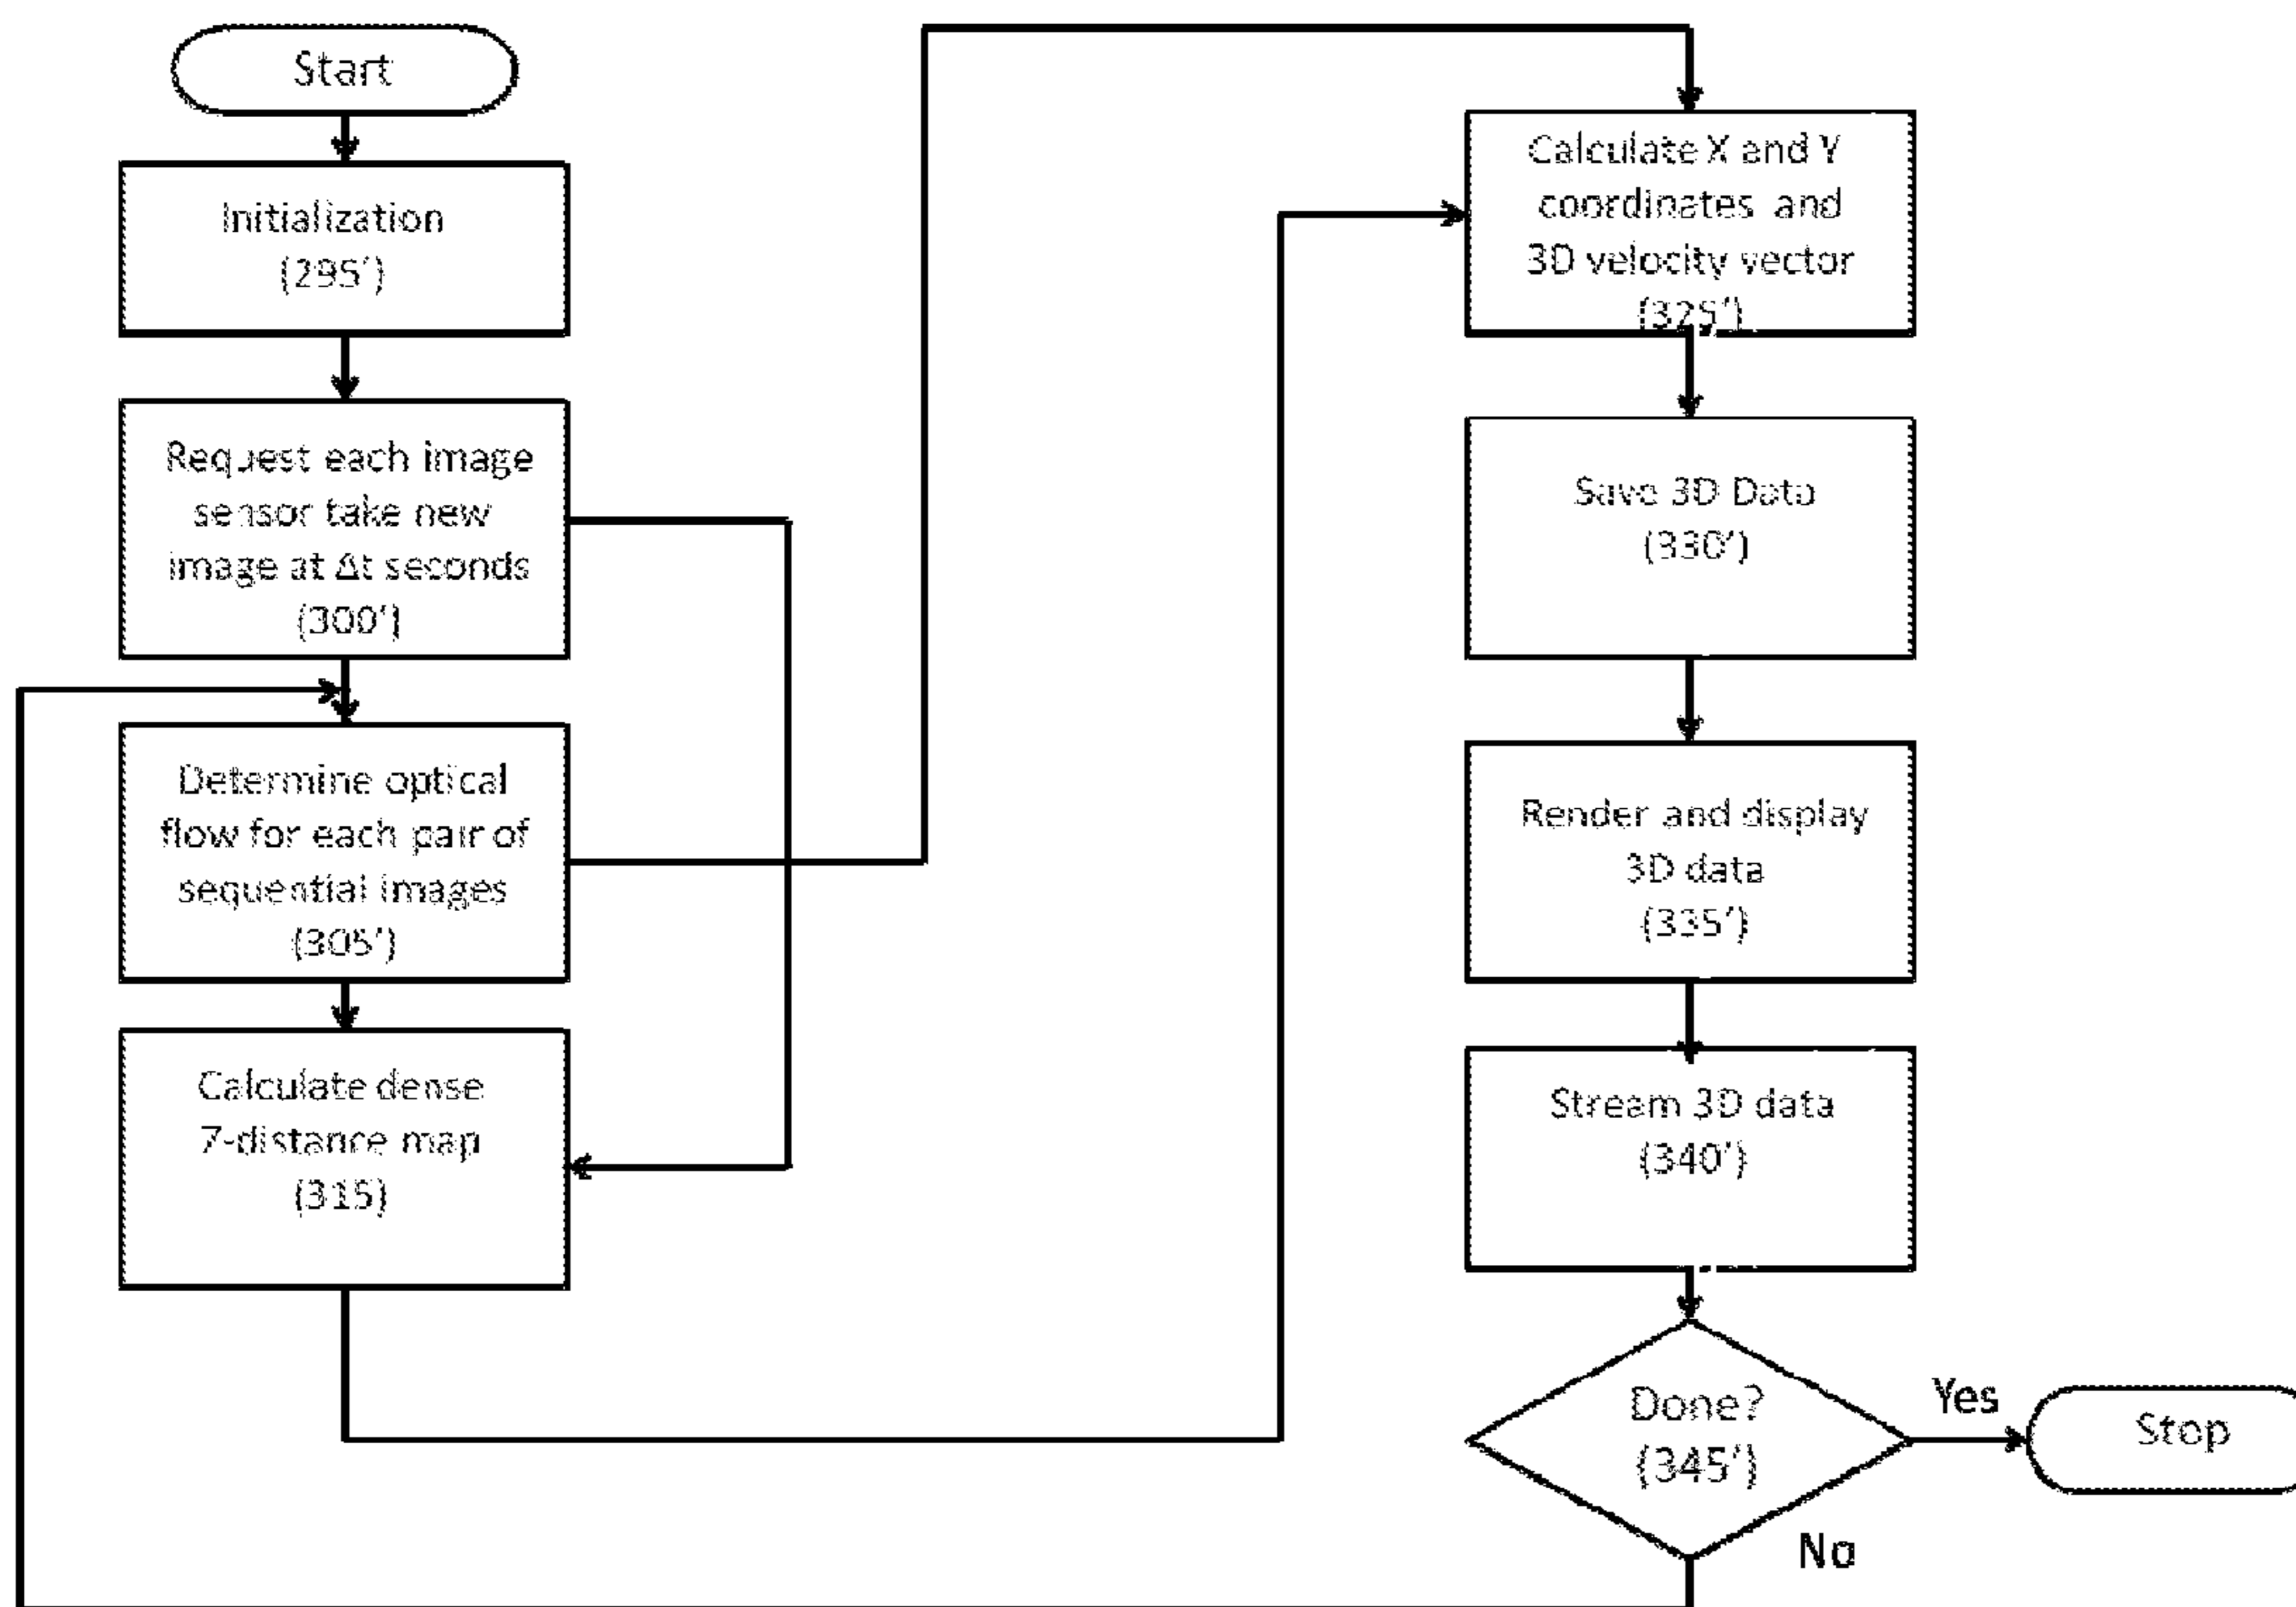 Start
Initialization
(295')
Request each image
sensor take new
image at Δt seconds
(300')
Determine optical
flow for each pair of
sequential images
(305')
Calculate dense
Z-distance map
(315)
Calculate X and Y
coordinates and
3D velocity vector
(325')
Save 3D Data
(330')
Render and display
3D data
(335')
Stream 3D data
(340')
Done?
(345')
Yes
Stop
No